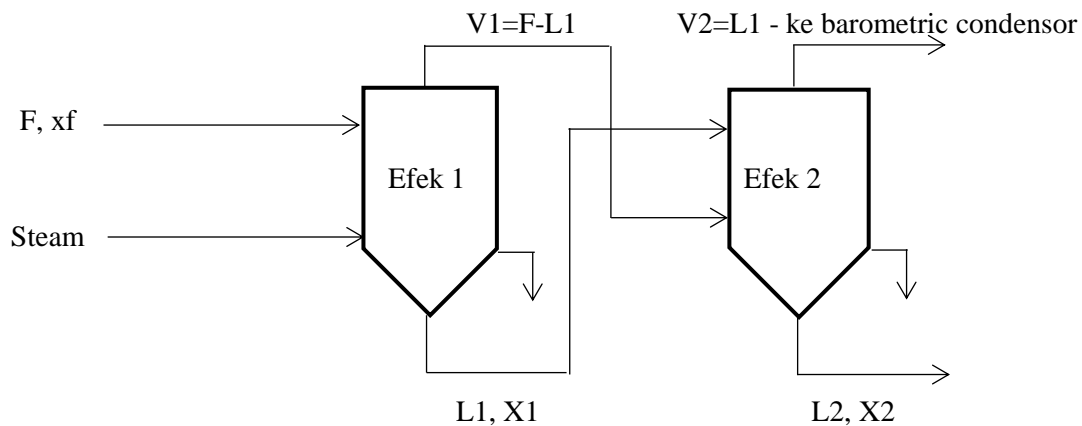 V1=F-L1
V2=L1 - ke barometric condensor
F, xf
Efek 1
Efek 2
Steam
L1, X1
L2, X2